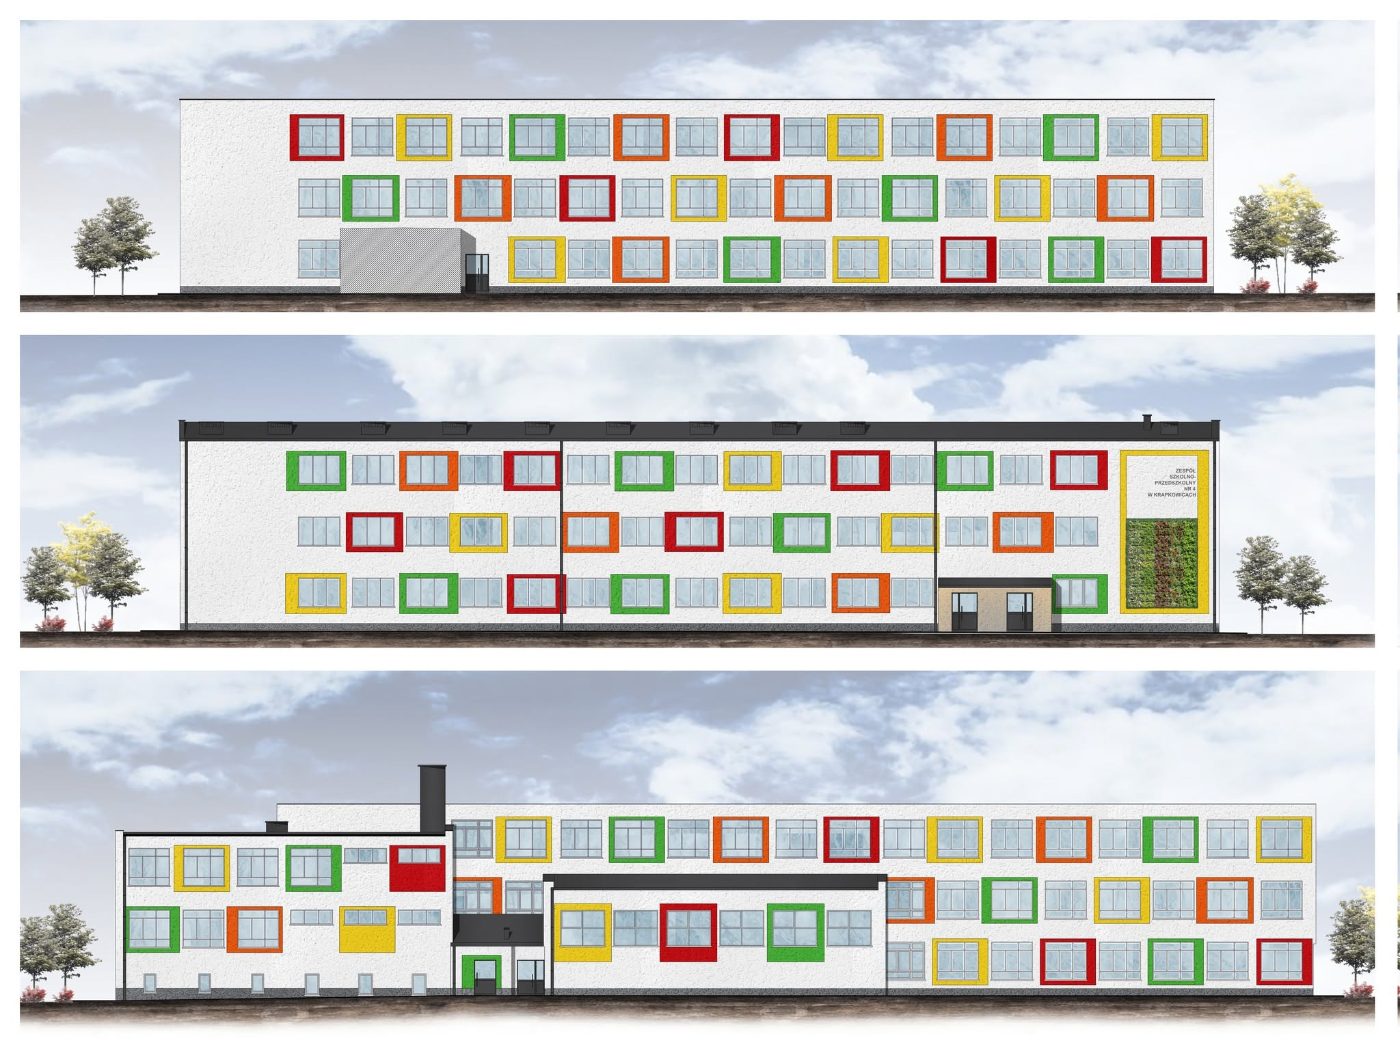 ZESPÓŁ
SZKOLNO-
PRZEDSZKOLNY
NR 4
W KRAPKOWICACH